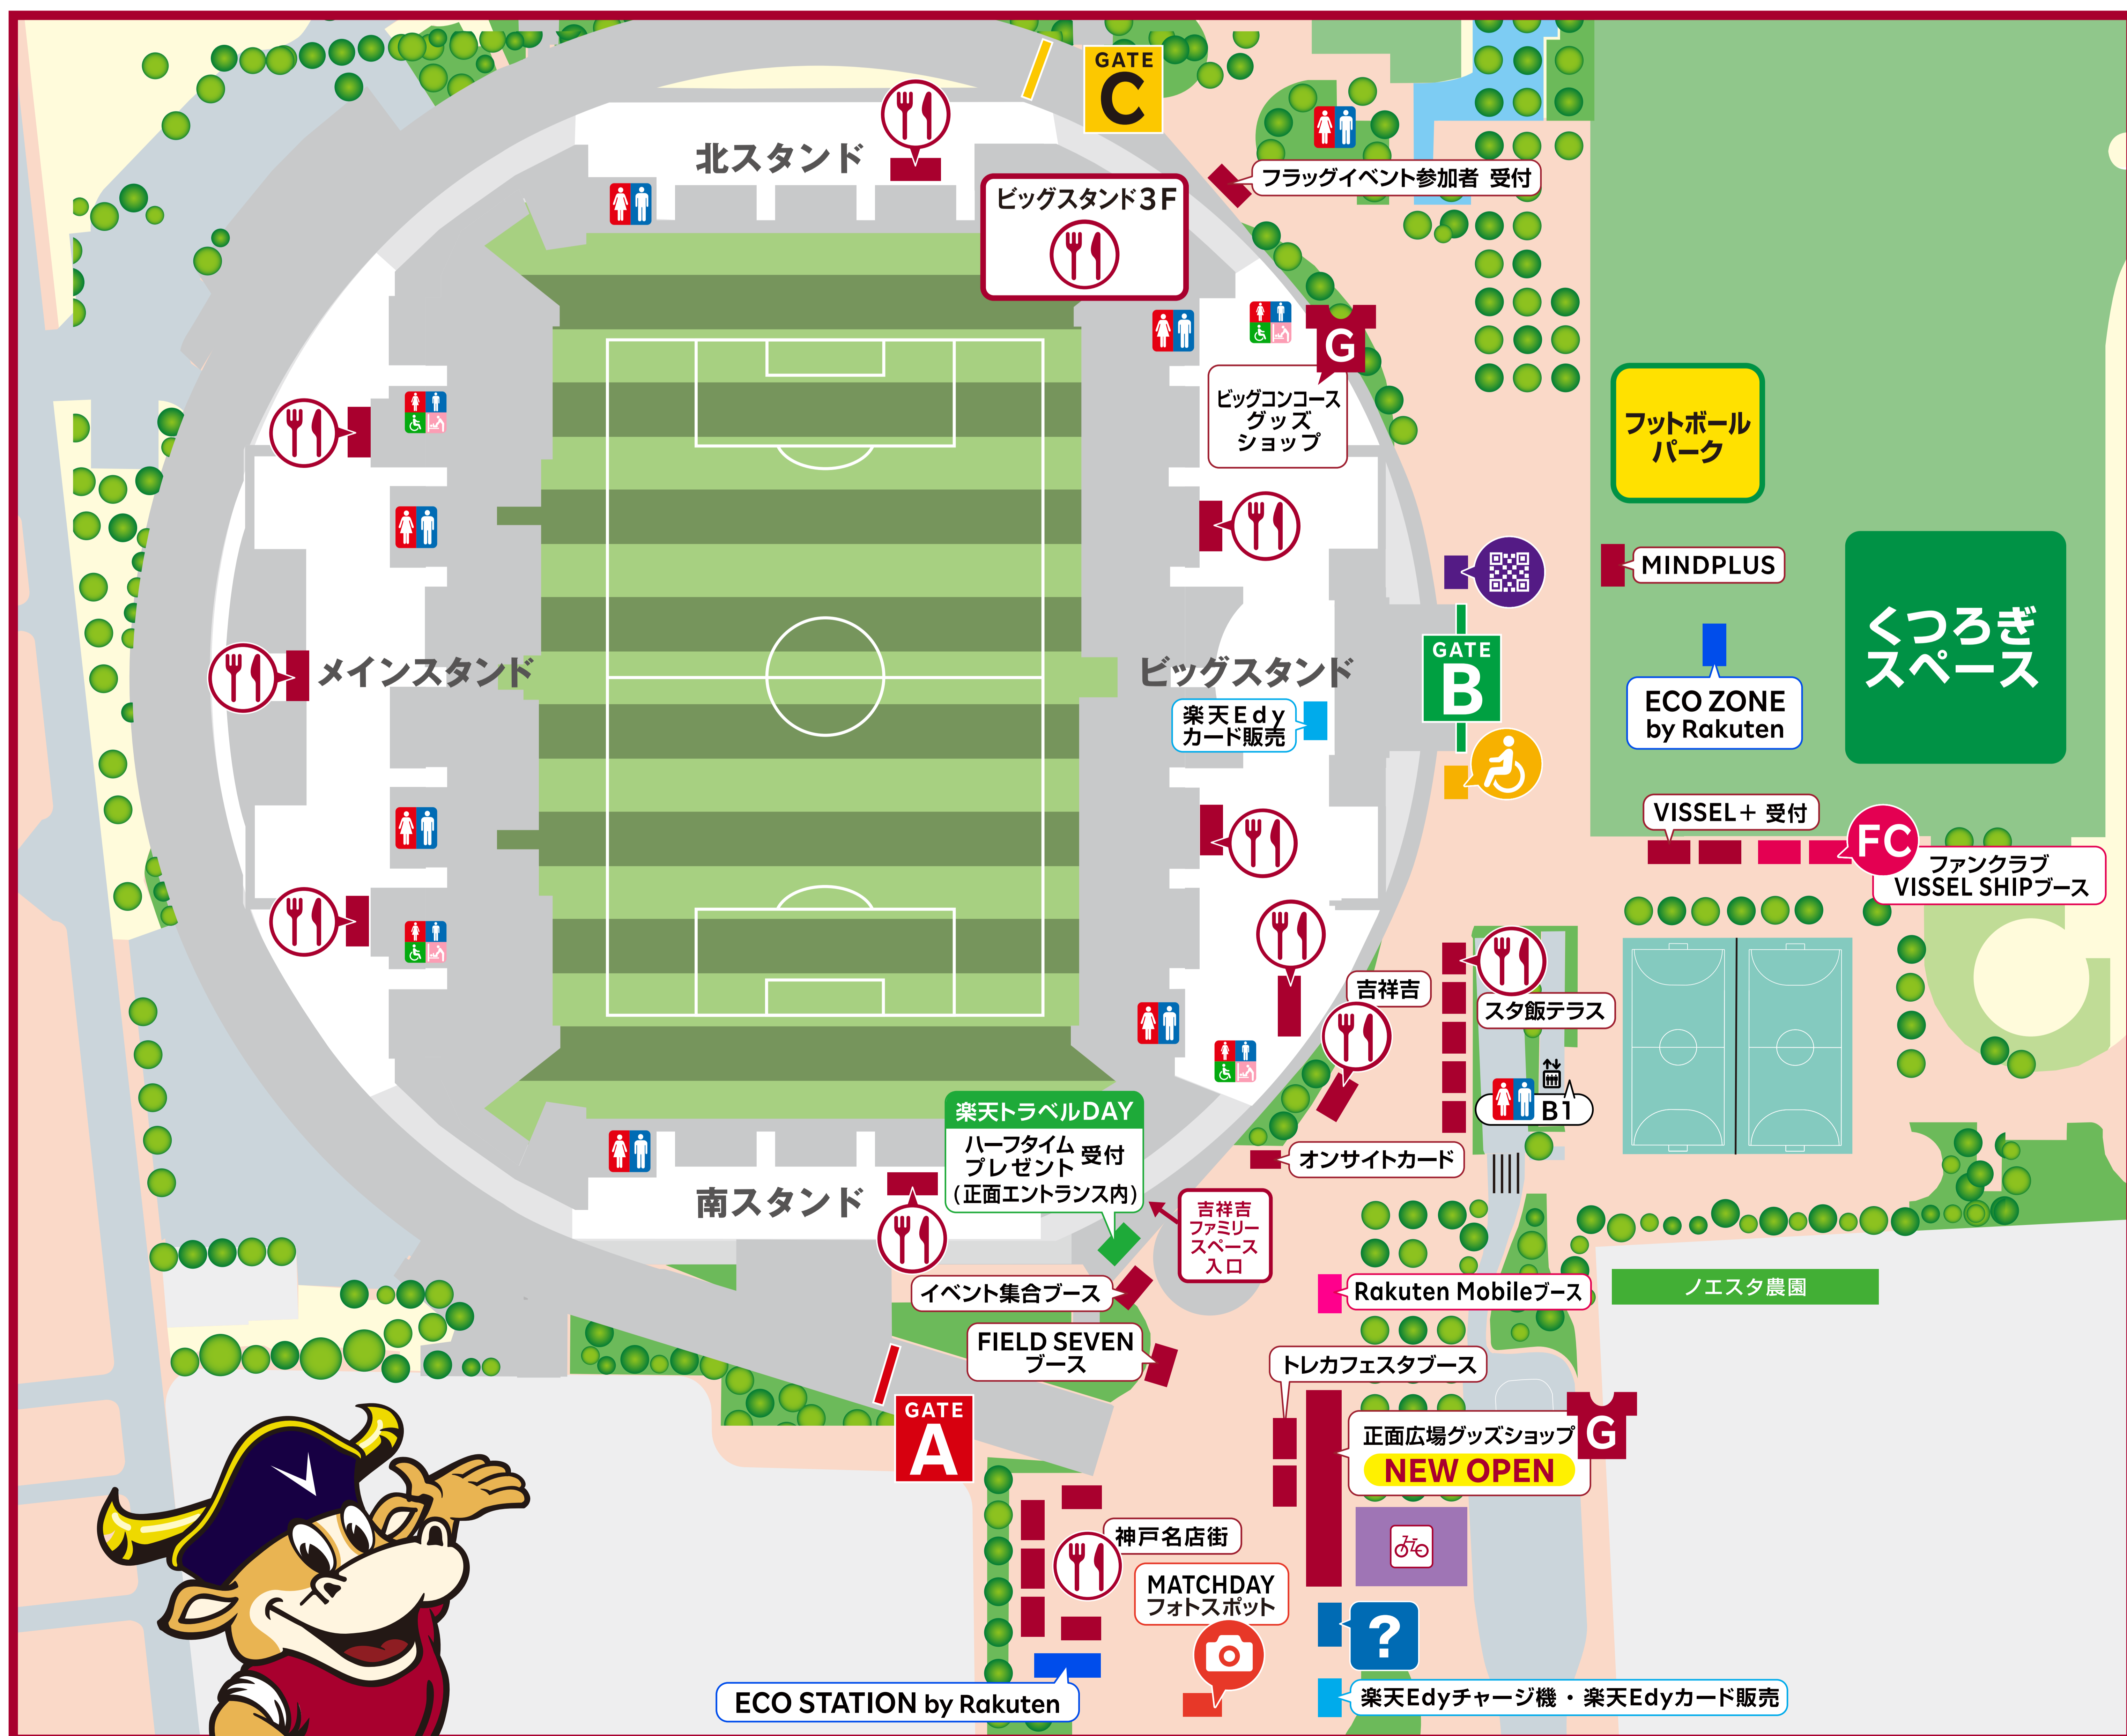 GATE
C
北スタンド
フラッグイベント参加者 受付
ビッグスタンド3F
G
ビッグコンコース
グッズ
ショップ
フットボール
パーク
MINDPLUS
くつろぎ
スペース
メインスタンド
ビッグスタンド
GATE
B
ECO ZONE
by Rakuten
楽天Edy
カード販売
VISSEL+ 受付
FC
ファンクラブ
VISSEL SHIPブース
吉祥吉
スタ飯テラス
B1
楽天トラベルDAY
ハーフタイム
プレゼント 受付
(正面エントランス内)
オンサイトカード
南スタンド
吉祥吉
ファミリー
スペース
入口
イベント集合ブース
Rakuten Mobileブース
ノエスタ農園
FIELD SEVEN
ブース
トレカフェスタブース
GATE
A
正面広場グッズショップ
G
NEW OPEN
神戸名店街
MATCHDAY
フォトスポット
?
ECO STATION by Rakuten
楽天Edyチャージ機・楽天Edyカード販売